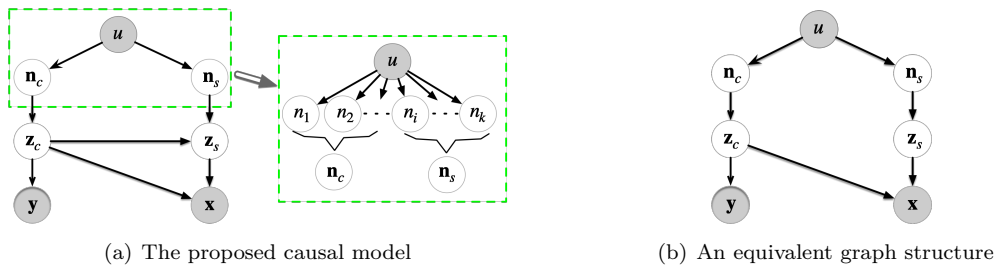 u
n_c n_s
z_c z_s
y x
u
n_1 n_2 n_i n_k
n_c n_s
u
n_c n_s
z_c z_s
y x
(a) The proposed causal model
(b) An equivalent graph structure